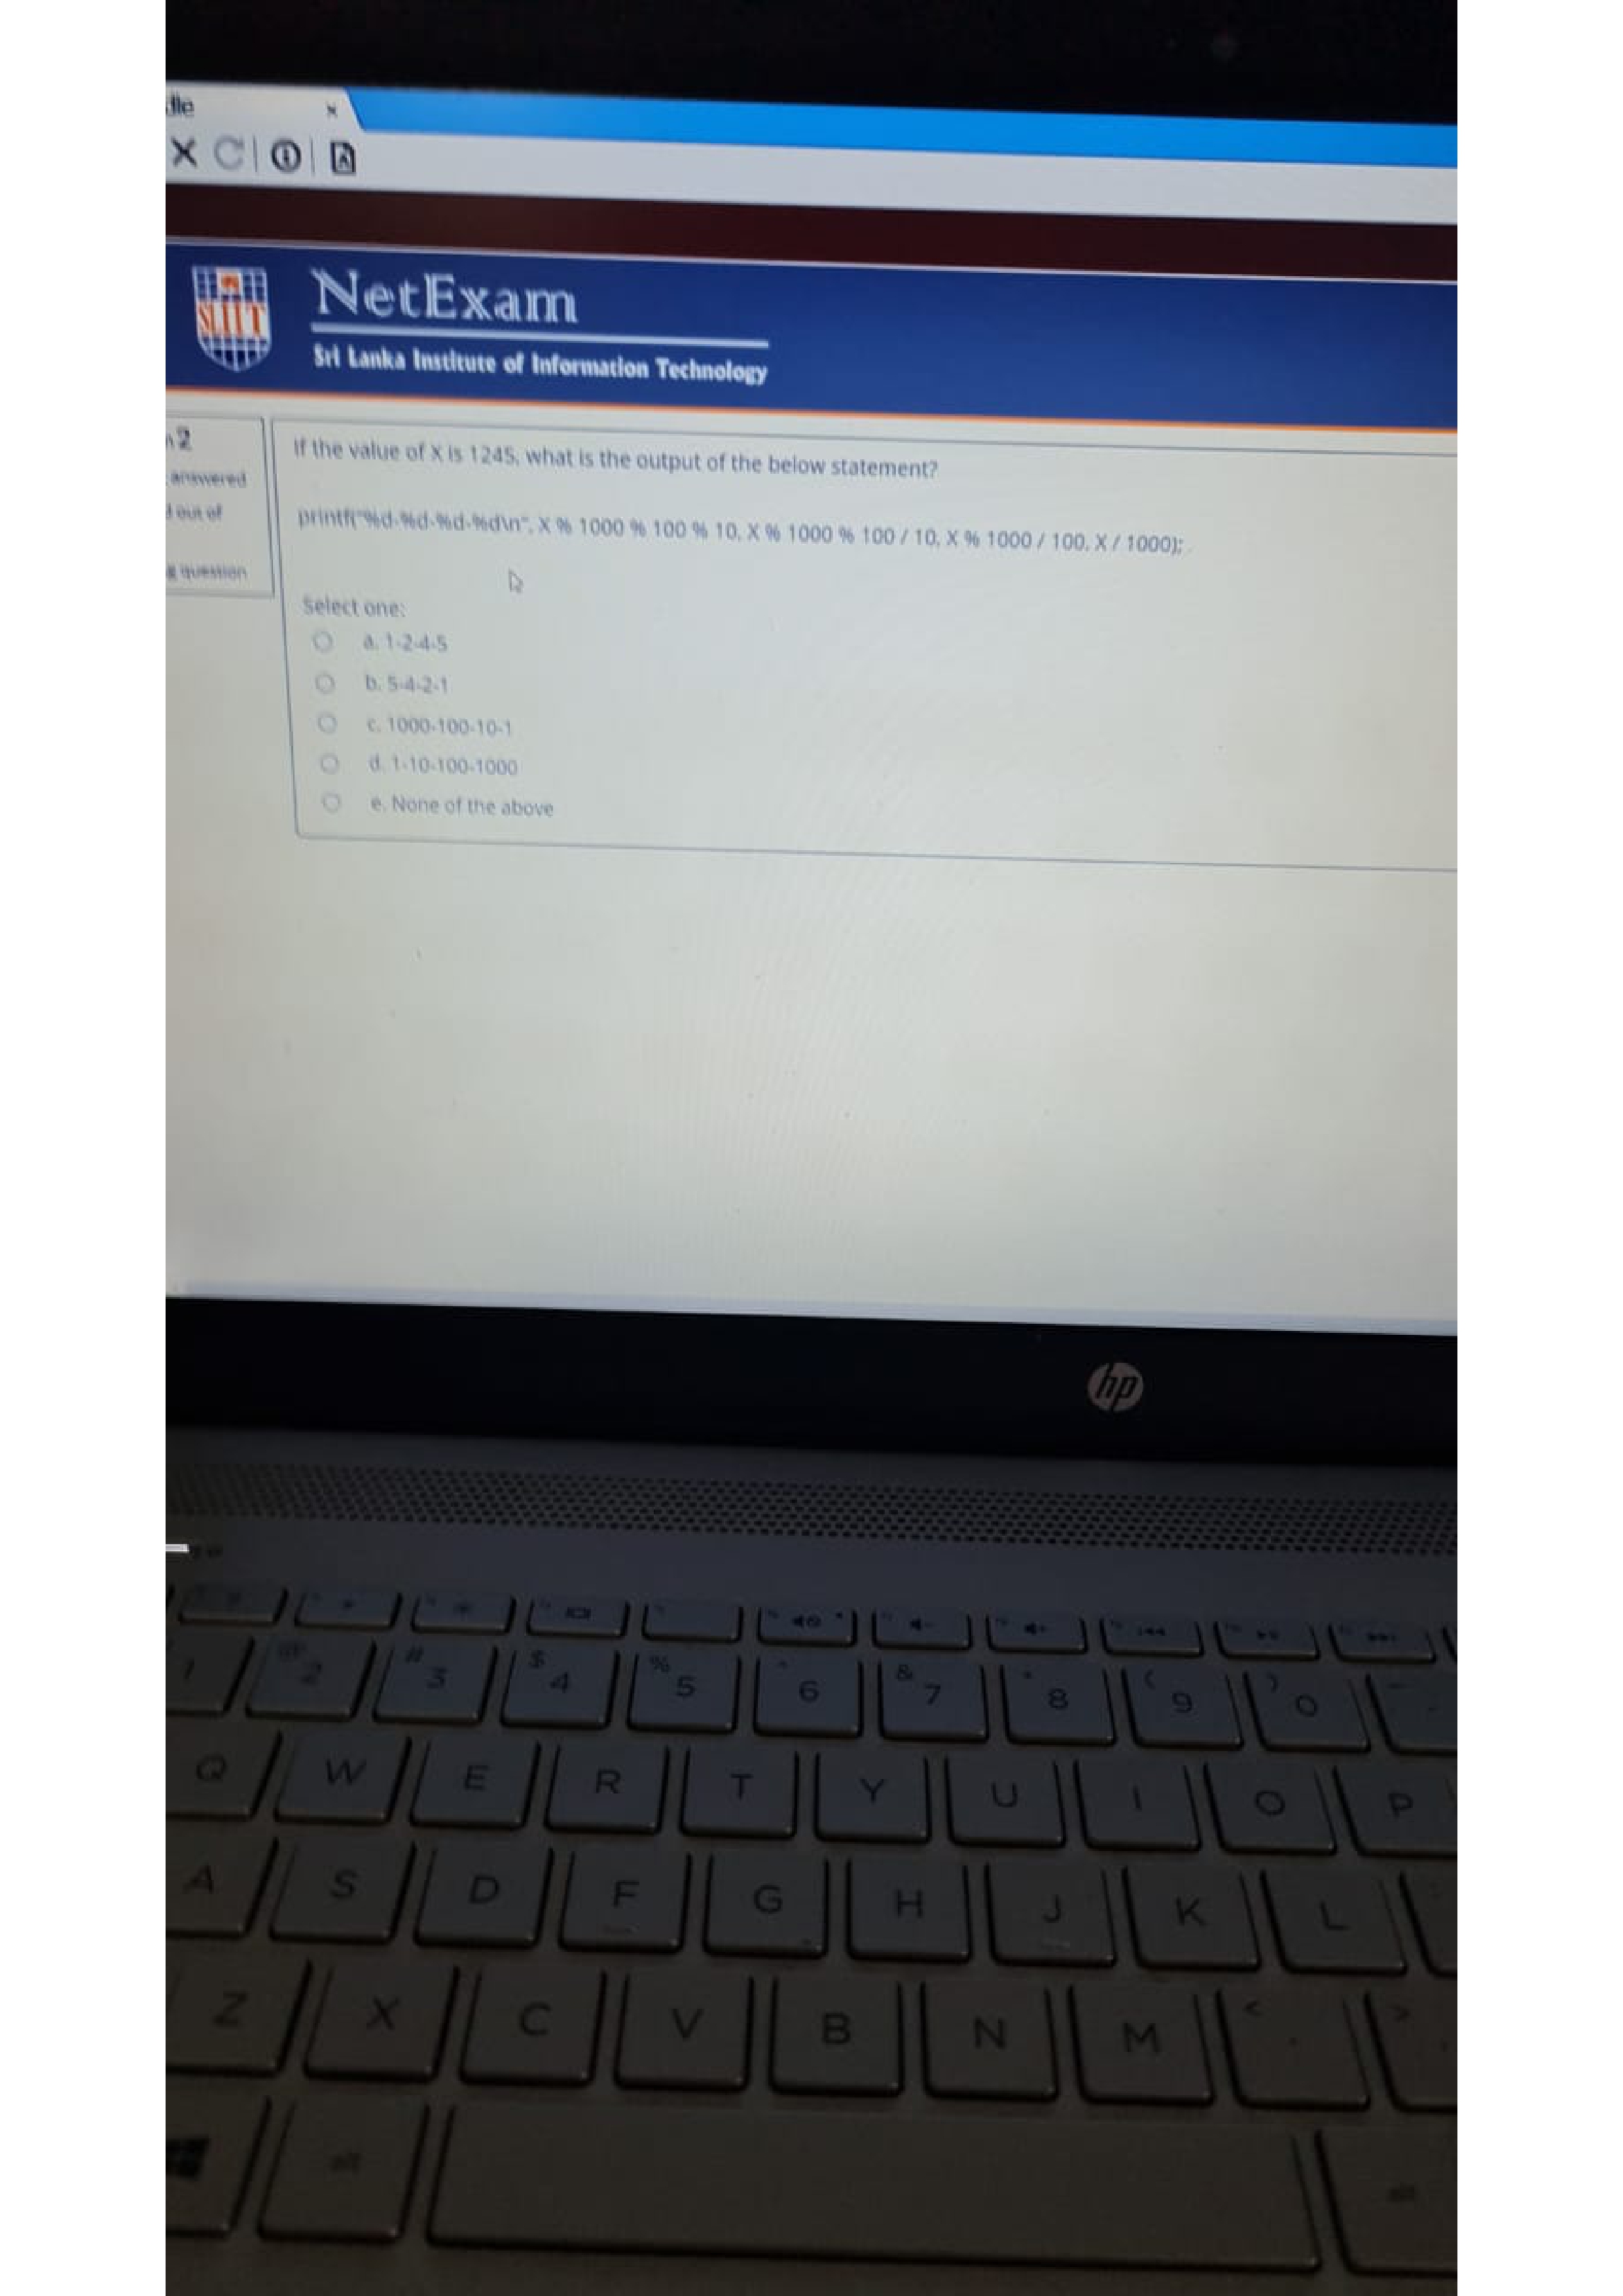 dle
NetExam
SLIIT
Sri Lanka Institute of Information Technology
2
answered
out of
question
If the value of X is 1245, what is the output of the below statement?
printf("%d-%d-%d-%d\n", X % 1000 % 100 % 10, X % 1000 % 100 / 10, X % 1000 / 100, X / 1000);
Select one:
a. 1-2-4-5
b. 5-4-2-1
c. 1000-100-10-1
d. 1-10-100-1000
e. None of the above
hp
1 @ 2 # 3 $ 4 % 5 6 & 7 * 8 ( 9 ) 0
Q W E R T Y U I O P
A S D F G H J K L
Z X C V B N M < >
alt alt